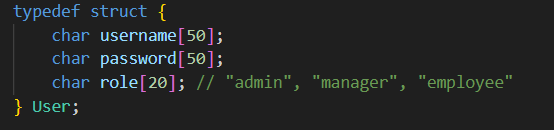 typedef struct {
    char username[50];
    char password[50];
    char role[20]; // "admin", "manager", "employee"
} User;